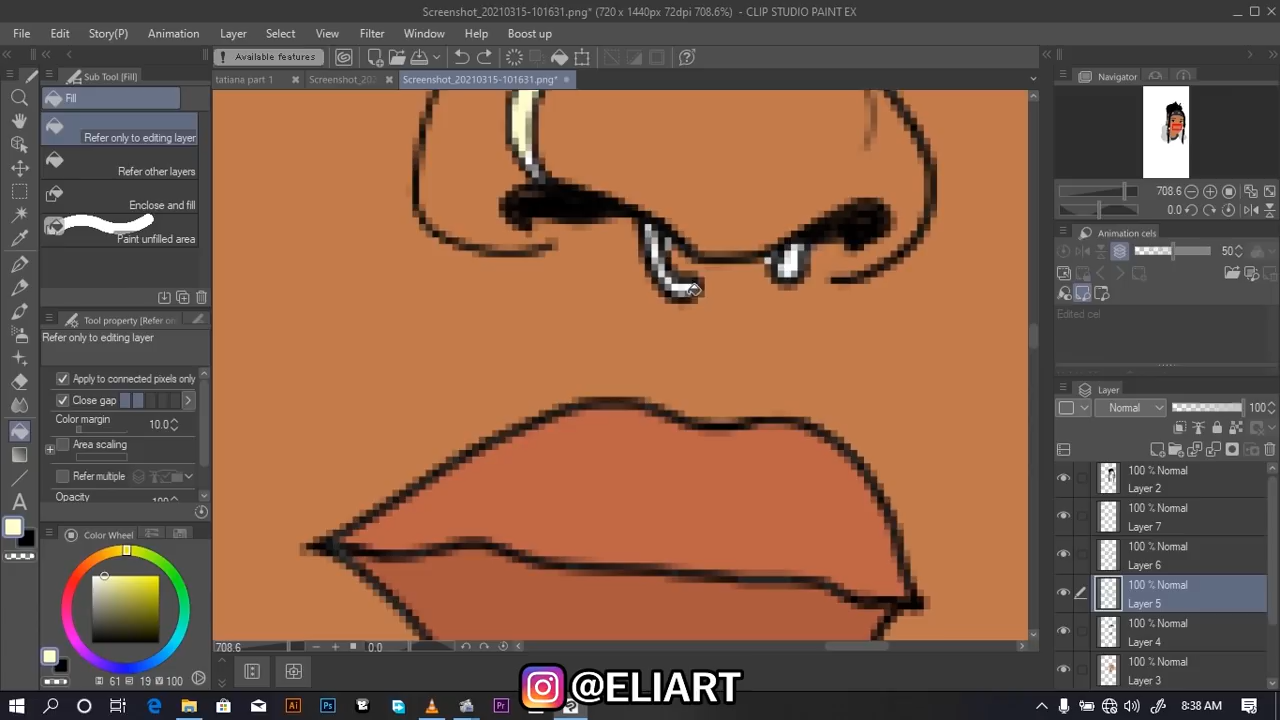 Screenshot_20210315-101631.png* (720 x 1440px 72dpi 708.6%) - CLIP STUDIO PAINT EX
File Edit Story(P) Animation Layer Select View Filter Window Help Boost up
Available features
Sub Tool [Fill]
tatiana part 1
Screenshot_202
Screenshot_20210315-101631.png*
Navigator
Fill
Refer only to editing layer
Refer other layers
Enclose and fill
Paint unfilled area
708.6
0.0
Animation cels
50
Edited cel
Tool property [Refer or
Refer only to editing layer
Apply to connected pixels only
Close gap
Color margin
10.0
Area scaling
Refer multiple
Opacity
Layer
Normal
100
100 % Normal
Layer 2
100 % Normal
Layer 7
100 % Normal
Layer 6
100 % Normal
Layer 5
100 % Normal
Layer 4
100 % Normal
Layer 3
Color Wheel
61 19 100
708.6
0.0
@ELIART
8:38 AM